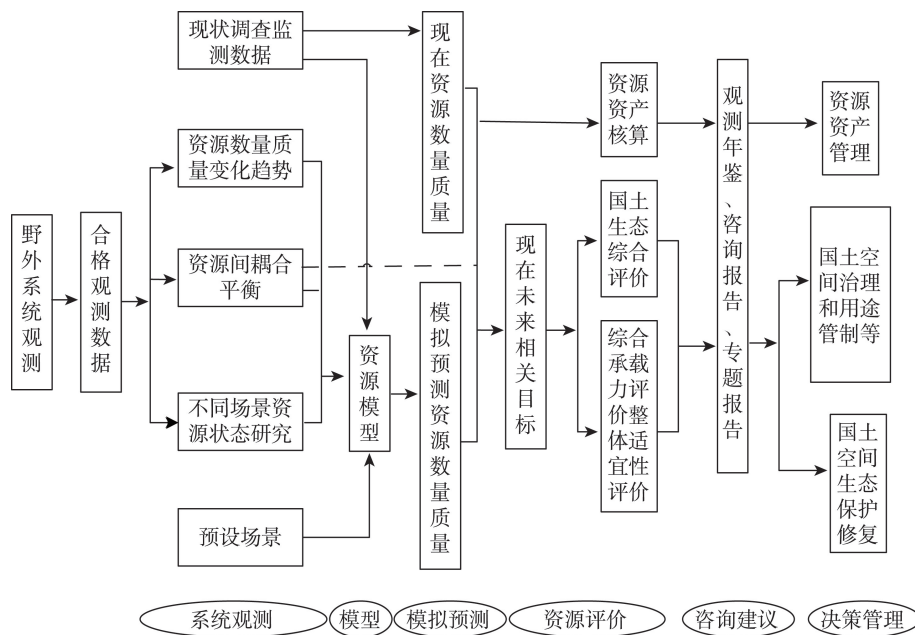 现状调查监
测数据
资源数量质
量变化趋势
资源间耦合
平衡
不同场景资
源状态研究
预设场景
野外系统观测
合格观测数据
资源模型
现在资源数量质量
模拟预测资源数量质量
现在未来相关目标
资源
资产
核算
国土
生态
综合
评价
综合
承载
力评
价整
体适
宜性
评价
观测年鉴、咨询报告、专题报告
资源
资产
管理
国土空
间治理
和用途
管制等
国土
空间
生态
保护
修复
系统观测
模型
模拟预测
资源评价
咨询建议
决策管理